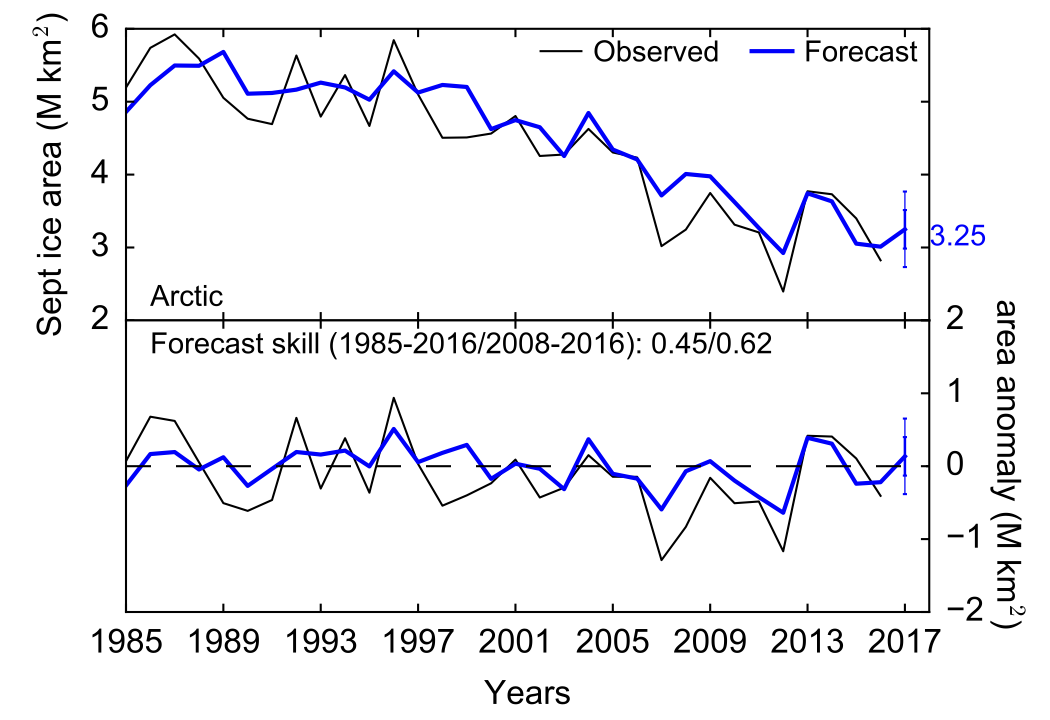 Sept ice area (M km²)
6
5
4
3
2
Observed
Forecast
3.25
Arctic
Forecast skill (1985-2016/2008-2016): 0.45/0.62
2
1
0
−1
−2
area anomaly (M km²)
1985 1989 1993 1997 2001 2005 2009 2013 2017
Years